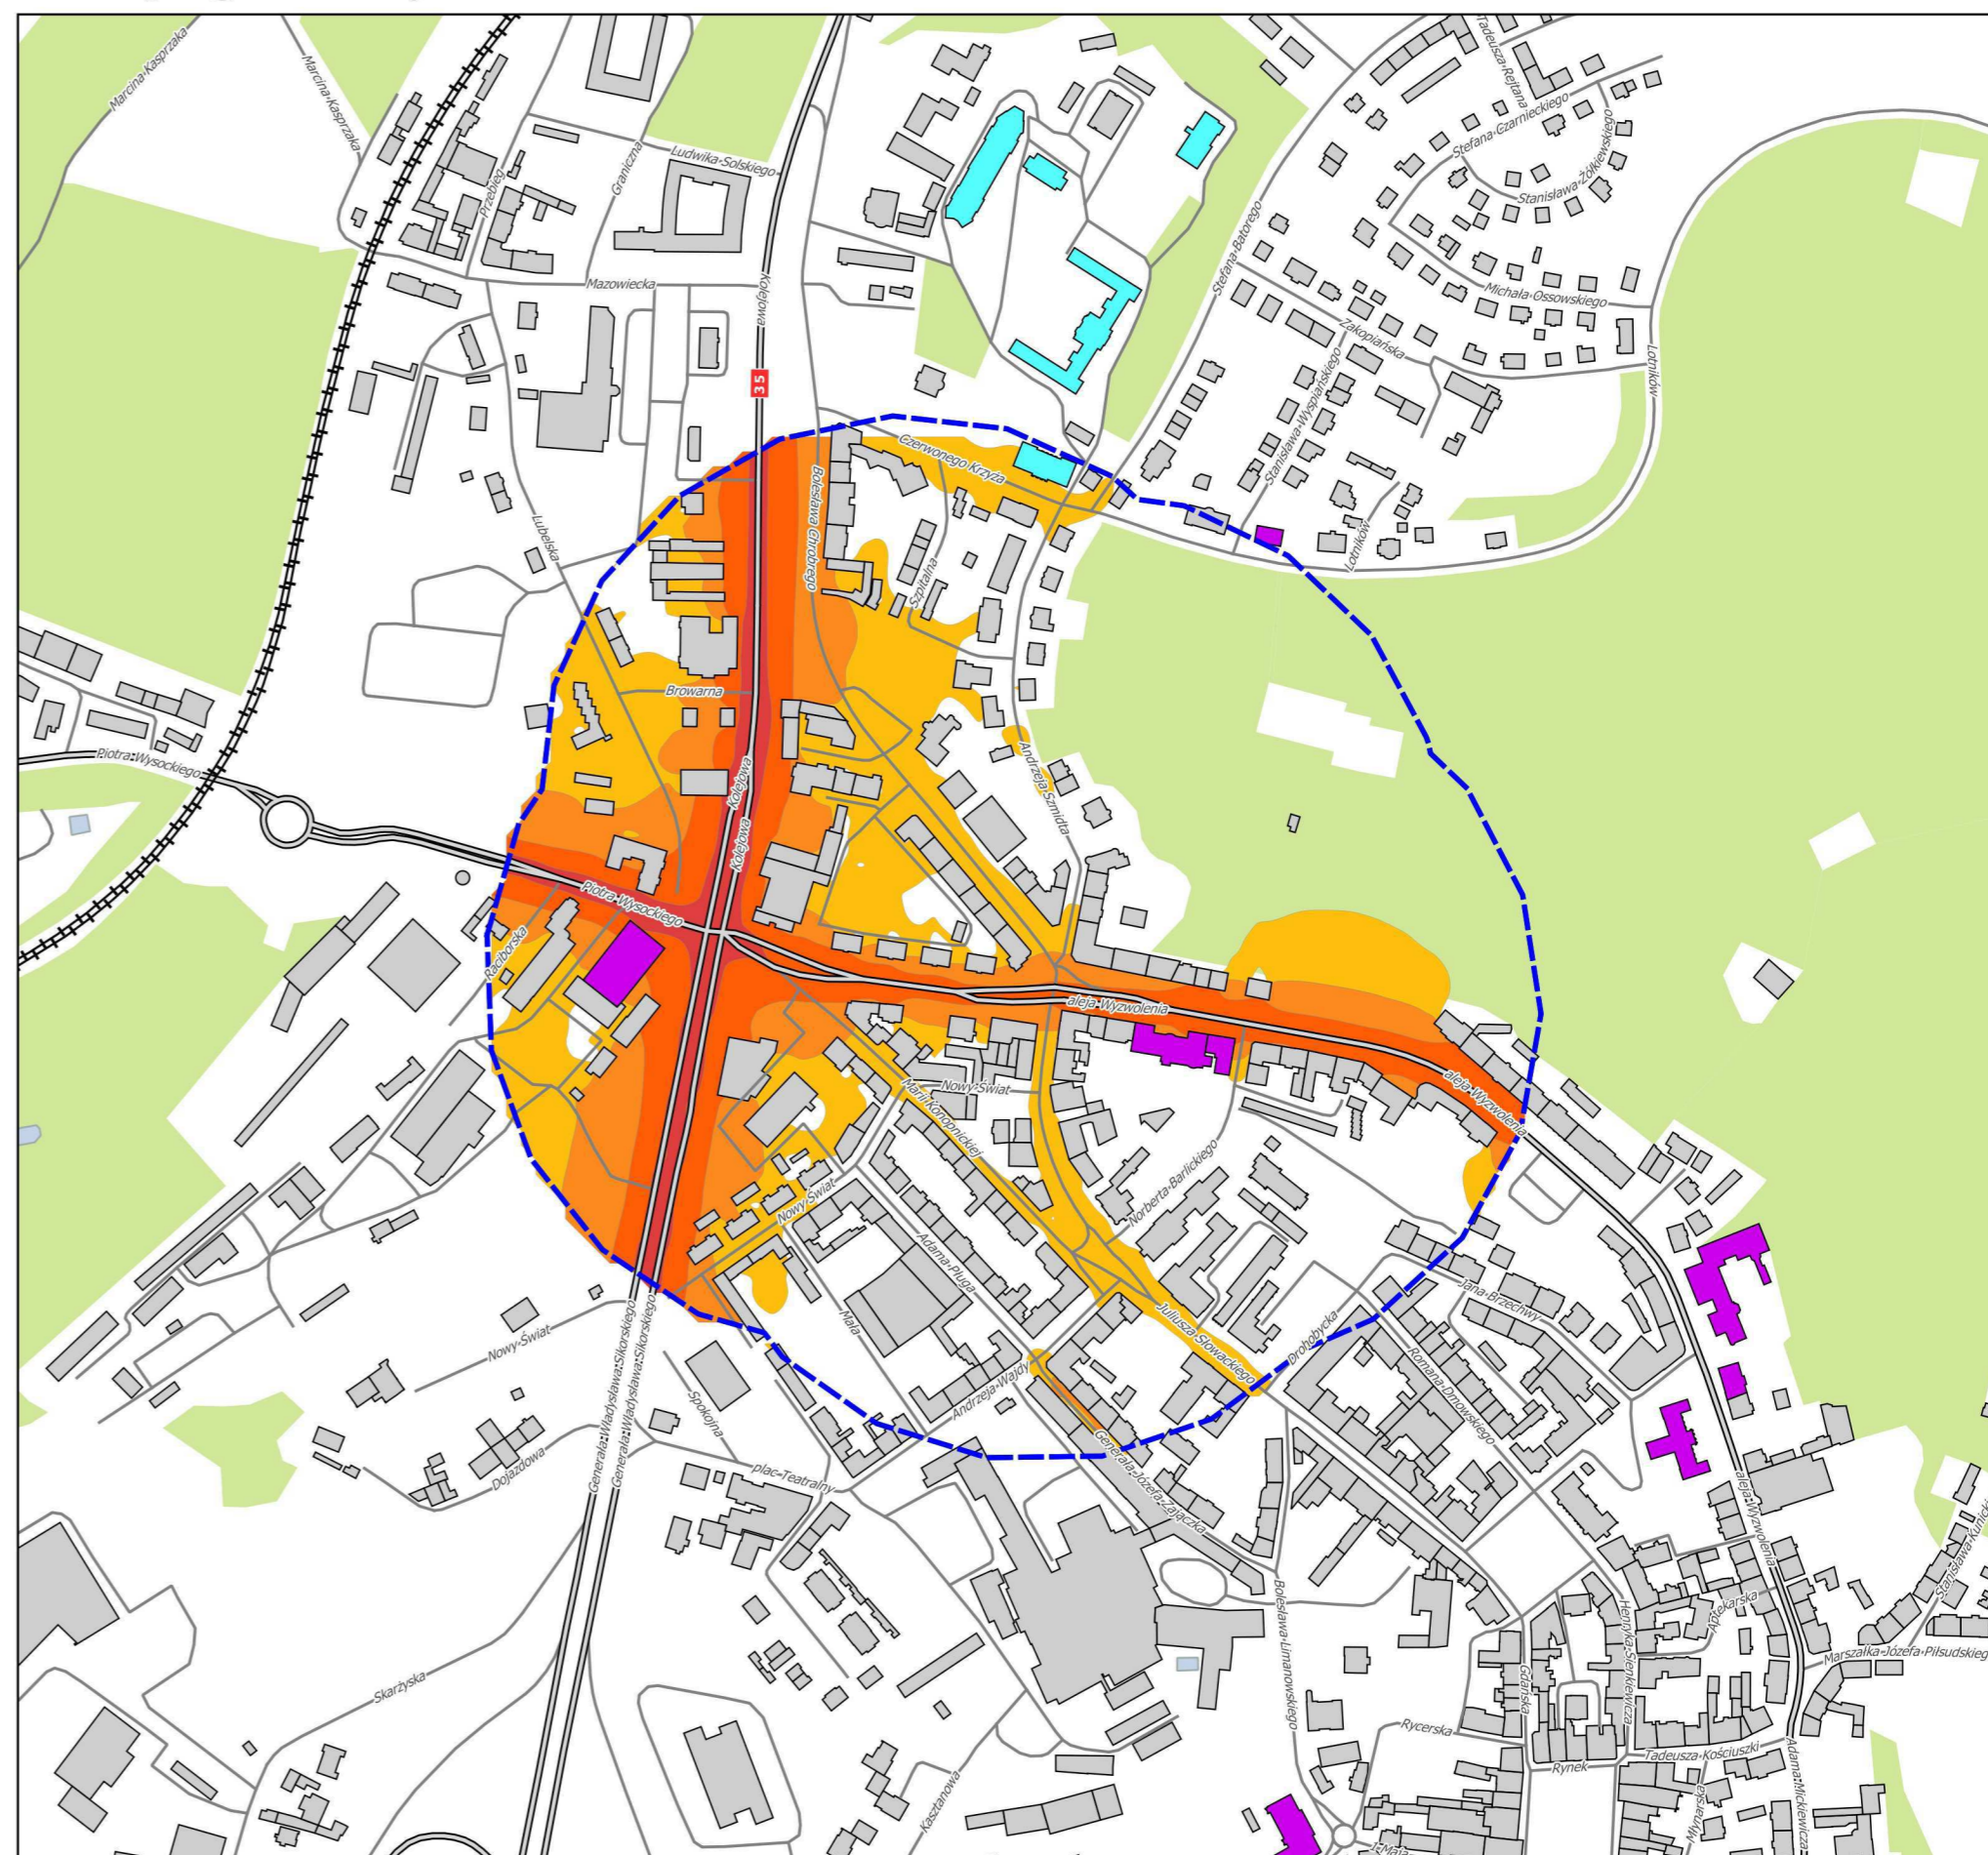 Marcina Kasprzaka
Marcina Kasprzaka
Przebieg
Graniczna
Ludwika Solskiego
Tadeusza Rejtana
Stefana Czarnieckiego
Stanisława Żółkiewskiego
Stefana Batorego
Mazowiecka
Kolejowa
Michała Ossowskiego
Zakopiańska
Lotników
35
Stanisława Wyspiańskiego
Czerwonego Krzyża
Bolesława Chrobrego
Lubelska
Lotników
Szpitalna
Browarna
Piotra Wysockiego
Kolejowa
Andrzeja Szmidta
Kolejowa
Piotra Wysockiego
Raciborska
aleja Wyzwolenia
Nowy Świat
Marii Konopnickiej
aleja Wyzwolenia
Norberta Barlickiego
Nowy Świat
Adama Pługa
Jana Brzechwy
Mała
Juliusza Słowackiego
Drohobycka
Nowy Świat
Generała Władysława Sikorskiego
Generała Władysława Sikorskiego
Andrzeja Wajdy
Romana Dmowskiego
Spokojna
Generała Józefa Zajączka
plac Teatralny
Dojazdowa
aleja Wyzwolenia
Stanisława Kunick
Aptekarska
Henryka Sienkiewicza
Bolesława Limanowskiego
Marszałka Józefa Piłsudskieg
Skarżyska
Gdańska
Rycerska
Tadeusza Kościuszki
Rynek
Adama Mickiewicza
Kasztanowa
Młynarska
1 Maja